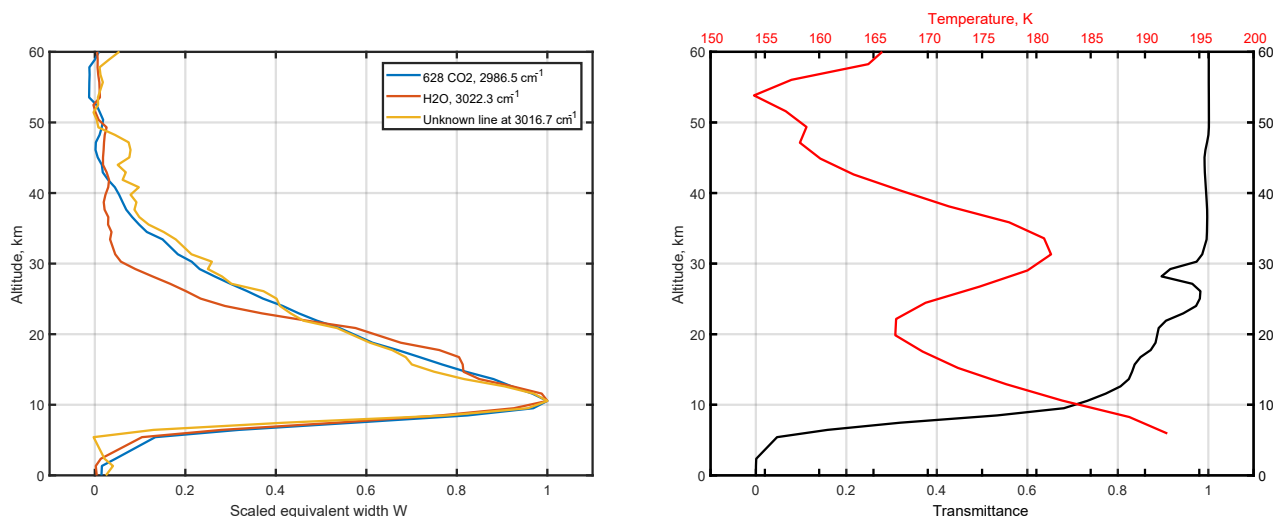 60
50
40
30
20
10
0
Altitude, km
628 CO2, 2986.5 cm⁻¹
H2O, 3022.3 cm⁻¹
Unknown line at 3016.7 cm⁻¹
0 0.2 0.4 0.6 0.8 1
Scaled equivalent width W
Temperature, K
150 155 160 165 170 175 180 185 190 195 200
60 60
50 50
40 40
30 30
20 20
10 10
0 0
Altitude, km
0 0.2 0.4 0.6 0.8 1
Transmittance